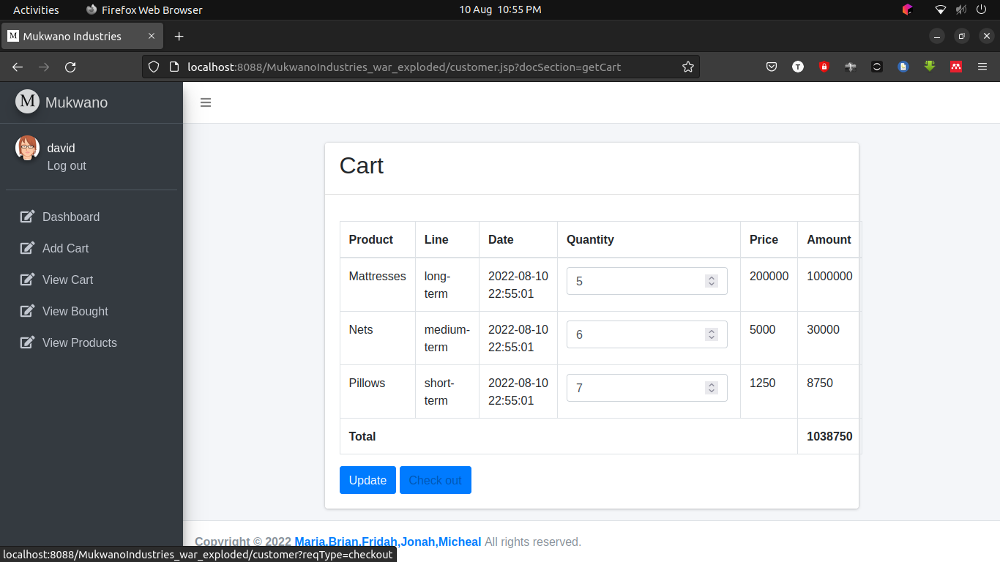 Activities Firefox Web Browser 10 Aug 10:55 PM
M Mukwano Industries
localhost:8088/MukwanoIndustries_war_exploded/customer.jsp?docSection=getCart
M Mukwano
david
Log out
Dashboard
Add Cart
View Cart
View Bought
View Products
Cart
Product Line Date Quantity Price Amount
Mattresses long- 2022-08-10 5 200000 1000000
term 22:55:01
Nets medium- 2022-08-10 6 5000 30000
term 22:55:01
Pillows short- 2022-08-10 7 1250 8750
term 22:55:01
Total 1038750
Update Check out
Copyright © 2022 Maria,Brian,Fridah,Jonah,Micheal All rights reserved.
localhost:8088/MukwanoIndustries_war_exploded/customer?reqType=checkout